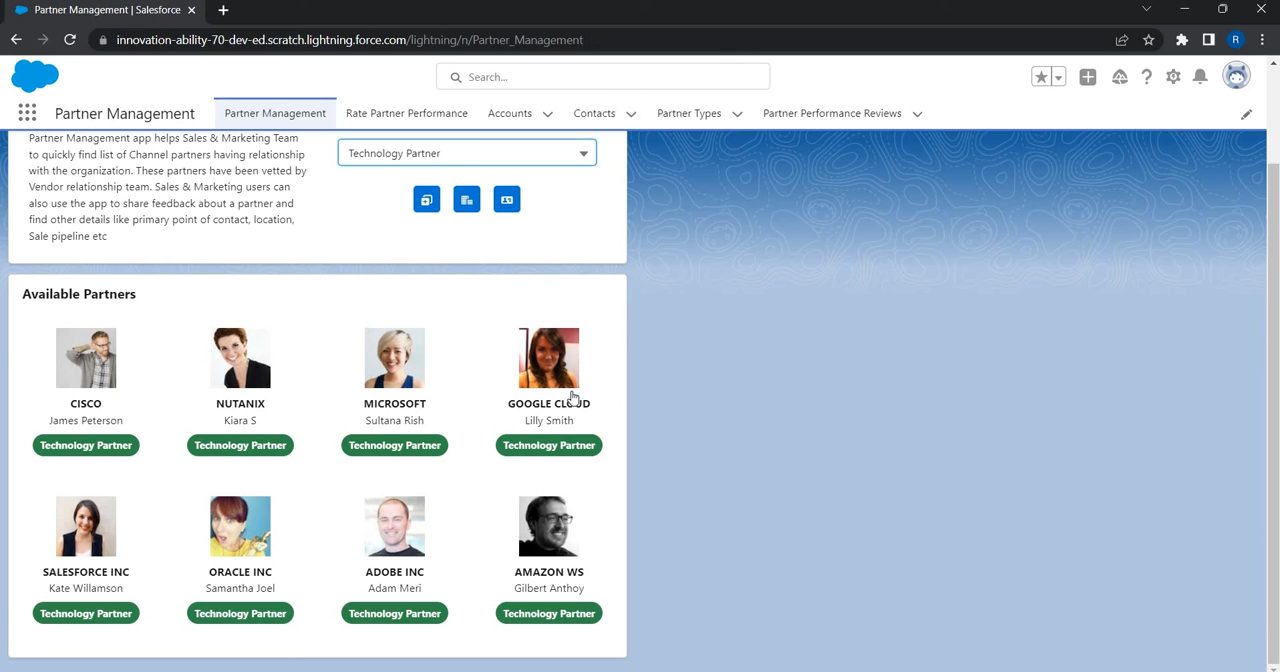 Partner Management | Salesforce
innovation-ability-70-dev-ed.scratch.lightning.force.com/lightning/n/Partner_Management
R
Search...
Partner Management
Partner Management
Rate Partner Performance
Accounts
Contacts
Partner Types
Partner Performance Reviews
Partner Management app helps Sales & Marketing Team
to quickly find list of Channel partners having relationship
with the organization. These partners have been vetted by
Vendor relationship team. Sales & Marketing users can
also use the app to share feedback about a partner and
find other details like primary point of contact, location,
Sale pipeline etc
Technology Partner
Available Partners
CISCO
James Peterson
Technology Partner
NUTANIX
Kiara S
Technology Partner
MICROSOFT
Sultana Rish
Technology Partner
GOOGLE CLOUD
Lilly Smith
Technology Partner
SALESFORCE INC
Kate Willamson
Technology Partner
ORACLE INC
Samantha Joel
Technology Partner
ADOBE INC
Adam Meri
Technology Partner
AMAZON WS
Gilbert Anthoy
Technology Partner